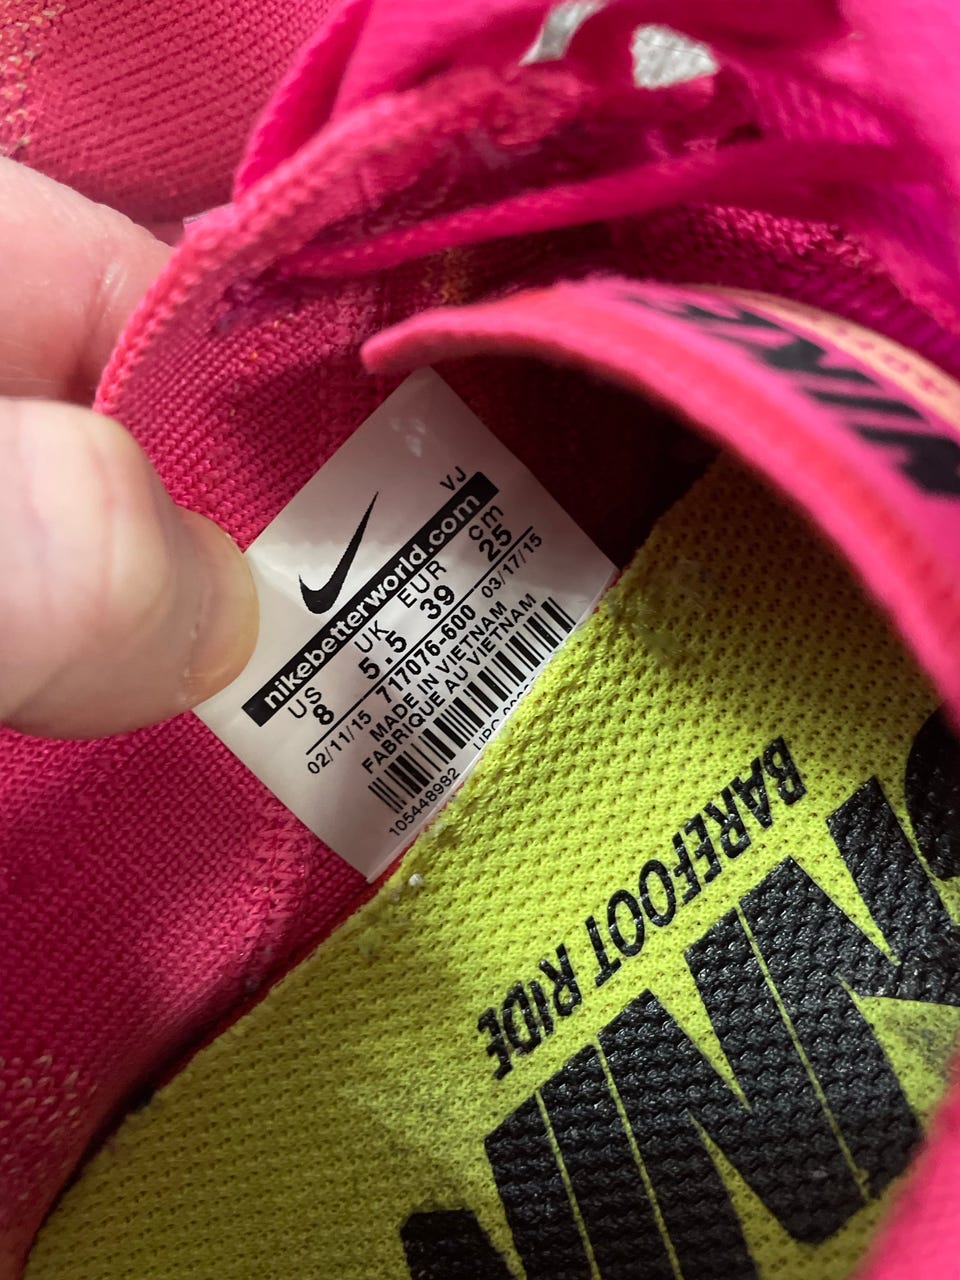 NIKE
VJ
nikebetterworld.com
US UK EUR cm
8 5.5 39 25
02/11/15 717076-600 03/17/15
MADE IN VIETNAM
FABRIQUE AU VIETNAM
105448982
BAREFOOT RIDE